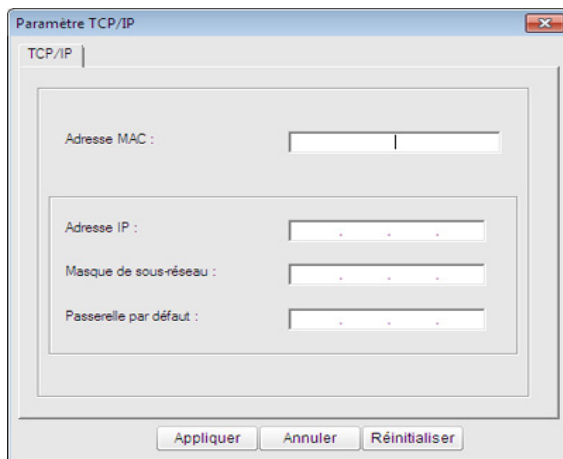 Paramètre TCP/IP
TCP/IP
Adresse MAC :
Adresse IP :
Masque de sous-réseau :
Passerelle par défaut :
Appliquer Annuler Réinitialiser